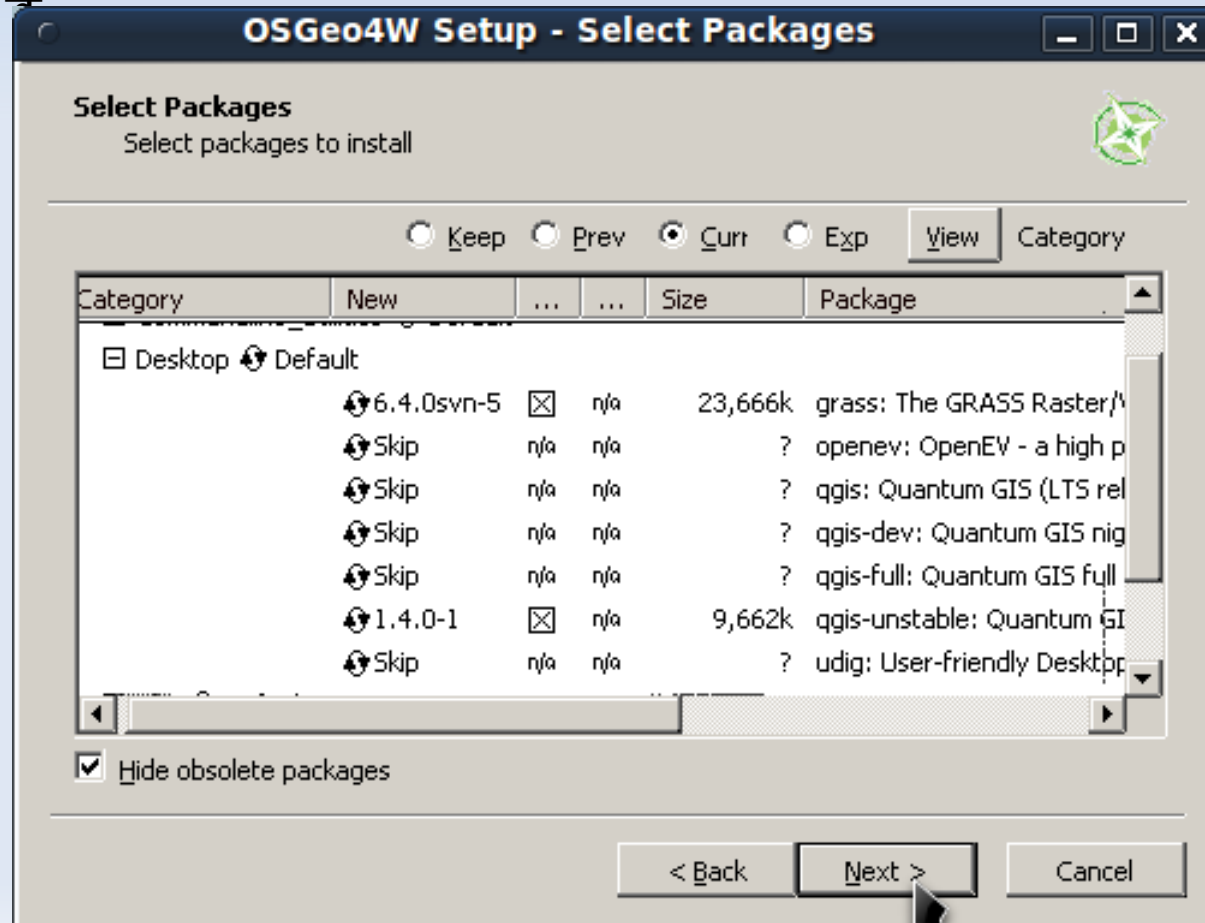 OSGeo4W Setup - Select Packages
Select Packages
Select packages to install
Keep Prev Curr Exp View Category
Category New ... ... Size Package
Desktop Default
6.4.0svn-5 n/a 23,666k grass: The GRASS Raster/
Skip n/a n/a ? openev: OpenEV - a high p
Skip n/a n/a ? qgis: Quantum GIS (LTS rel
Skip n/a n/a ? qgis-dev: Quantum GIS nig
Skip n/a n/a ? qgis-full: Quantum GIS full
1.4.0-1 n/a 9,662k qgis-unstable: Quantum GI
Skip n/a n/a ? udig: User-friendly Desktop
Hide obsolete packages
< Back Next > Cancel